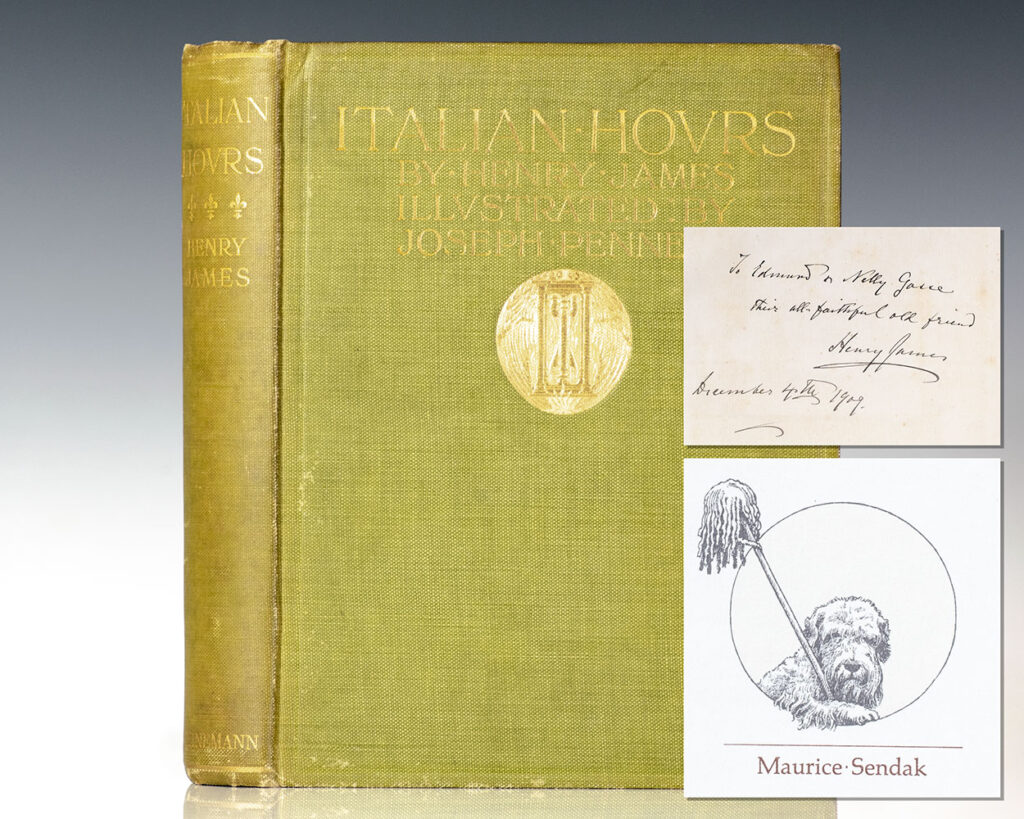 ITALIAN
HOVRS
HENRY
JAMES
ITALIAN·HOVRS
BY·HENRY·JAMES
ILLVSTRATED·BY
JOSEPH·PENNE
To Edmund & Nelly Gosse
their all-faithful old friend
Henry James
December 4th 1909.
Maurice·Sendak